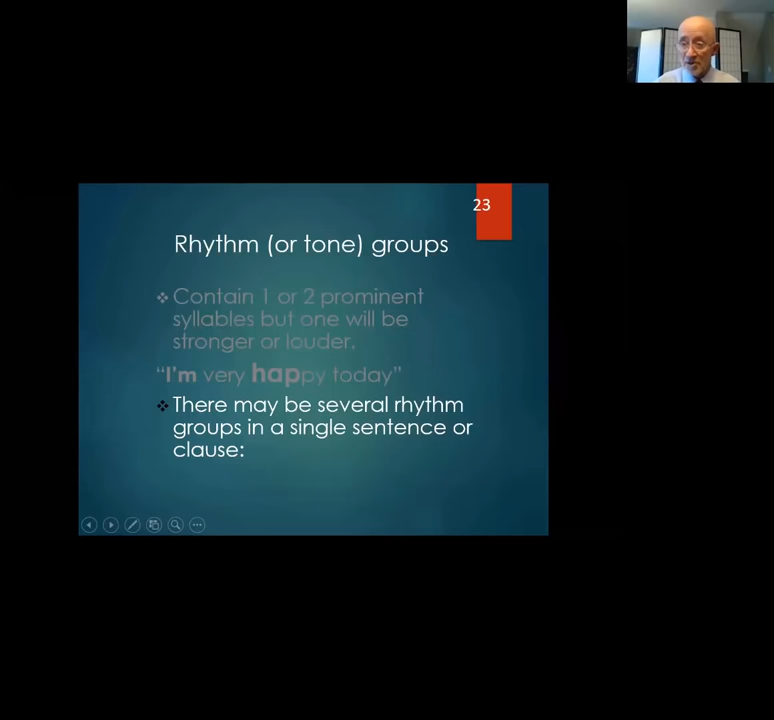 23
Rhythm (or tone) groups
❖ Contain 1 or 2 prominent
syllables but one will be
stronger or louder.
“I’m very happy today”
❖ There may be several rhythm
groups in a single sentence or
clause: